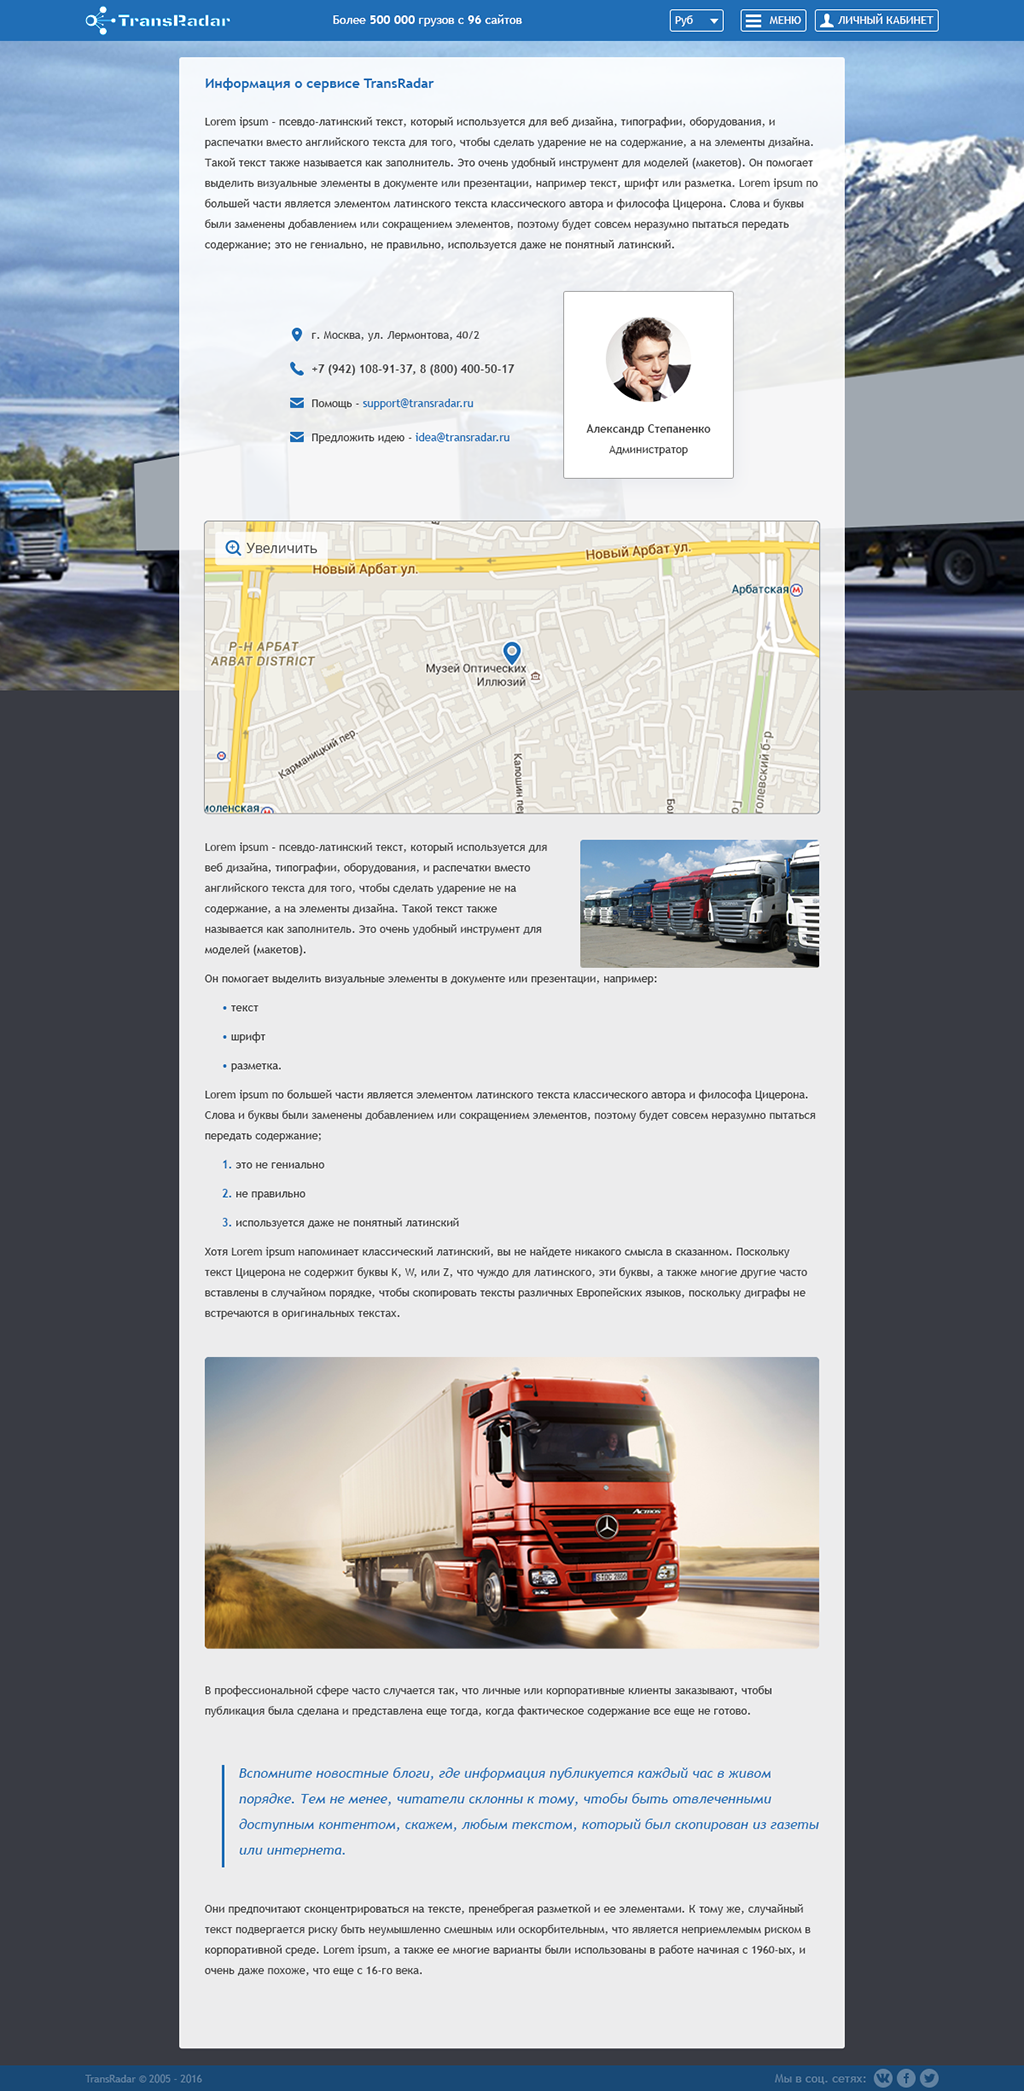 TransRadar
Более 500 000 грузов с 96 сайтов
Руб
МЕНЮ
ЛИЧНЫЙ КАБИНЕТ
Информация о сервисе TransRadar
Lorem ipsum - псевдо-латинский текст, который используется для веб дизайна, типографии, оборудования, и
распечатки вместо английского текста для того, чтобы сделать ударение не на содержание, а на элементы дизайна.
Такой текст также называется как заполнитель. Это очень удобный инструмент для моделей (макетов). Он помогает
выделить визуальные элементы в документе или презентации, например текст, шрифт или разметка. Lorem ipsum по
большей части является элементом латинского текста классического автора и философа Цицерона. Слова и буквы
были заменены добавлением или сокращением элементов, поэтому будет совсем неразумно пытаться передать
содержание; это не гениально, не правильно, используется даже не понятный латинский.
г. Москва, ул. Лермонтова, 40/2
+7 (942) 108-91-37, 8 (800) 400-50-17
Помощь - support@transradar.ru
Предложить идею - idea@transradar.ru
Александр Степаненко
Администратор
Увеличить
Новый Арбат ул.
Новый Арбат ул.
Арбатская
М
Р-Н АРБАТ
ARBAT DISTRICT
Музей Оптических
Иллюзий
Карманицкий пер.
Калошин пе
голевский б-р
моленская
Lorem ipsum - псевдо-латинский текст, который используется для
веб дизайна, типографии, оборудования, и распечатки вместо
английского текста для того, чтобы сделать ударение не на
содержание, а на элементы дизайна. Такой текст также
называется как заполнитель. Это очень удобный инструмент для
моделей (макетов).
Он помогает выделить визуальные элементы в документе или презентации, например:
• текст
• шрифт
• разметка.
Lorem ipsum по большей части является элементом латинского текста классического автора и философа Цицерона.
Слова и буквы были заменены добавлением или сокращением элементов, поэтому будет совсем неразумно пытаться
передать содержание;
1. это не гениально
2. не правильно
3. используется даже не понятный латинский
Хотя Lorem ipsum напоминает классический латинский, вы не найдете никакого смысла в сказанном. Поскольку
текст Цицерона не содержит буквы K, W, или Z, что чуждо для латинского, эти буквы, а также многие другие часто
вставлены в случайном порядке, чтобы скопировать тексты различных Европейских языков, поскольку диграфы не
встречаются в оригинальных текстах.
ACTROS
S:DC 2806
В профессиональной сфере часто случается так, что личные или корпоративные клиенты заказывают, чтобы
публикация была сделана и представлена еще тогда, когда фактическое содержание все еще не готово.
Вспомните новостные блоги, где информация публикуется каждый час в живом
порядке. Тем не менее, читатели склонны к тому, чтобы быть отвлеченными
доступным контентом, скажем, любым текстом, который был скопирован из газеты
или интернета.
Они предпочитают сконцентрироваться на тексте, пренебрегая разметкой и ее элементами. К тому же, случайный
текст подвергается риску быть неумышленно смешным или оскорбительным, что является неприемлемым риском в
корпоративной среде. Lorem ipsum, а также ее многие варианты были использованы в работе начиная с 1960-ых, и
очень даже похоже, что еще с 16-го века.
TransRadar © 2005 - 2016
Мы в соц. сетях: